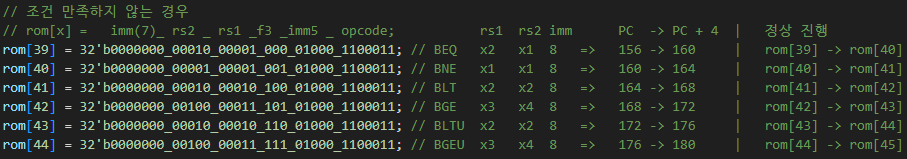 // 조건 만족하지 않는 경우
// rom[x] =   imm(7)_ rs2 _ rs1 _f3 _imm5 _ opcode;          rs1  rs2 imm      PC  -> PC + 4  |   정상 진행
rom[39] = 32'b0000000_00010_00001_000_01000_1100011; // BEQ   x2   x1  8   =>   156 -> 160     |   rom[39] -> rom[40]
rom[40] = 32'b0000000_00001_00001_001_01000_1100011; // BNE   x1   x1  8   =>   160 -> 164     |   rom[40] -> rom[41]
rom[41] = 32'b0000000_00010_00010_100_01000_1100011; // BLT   x2   x2  8   =>   164 -> 168     |   rom[41] -> rom[42]
rom[42] = 32'b0000000_00100_00011_101_01000_1100011; // BGE   x3   x4  8   =>   168 -> 172     |   rom[42] -> rom[43]
rom[43] = 32'b0000000_00010_00010_110_01000_1100011; // BLTU  x2   x2  8   =>   172 -> 176     |   rom[43] -> rom[44]
rom[44] = 32'b0000000_00100_00011_111_01000_1100011; // BGEU  x3   x4  8   =>   176 -> 180     |   rom[44] -> rom[45]